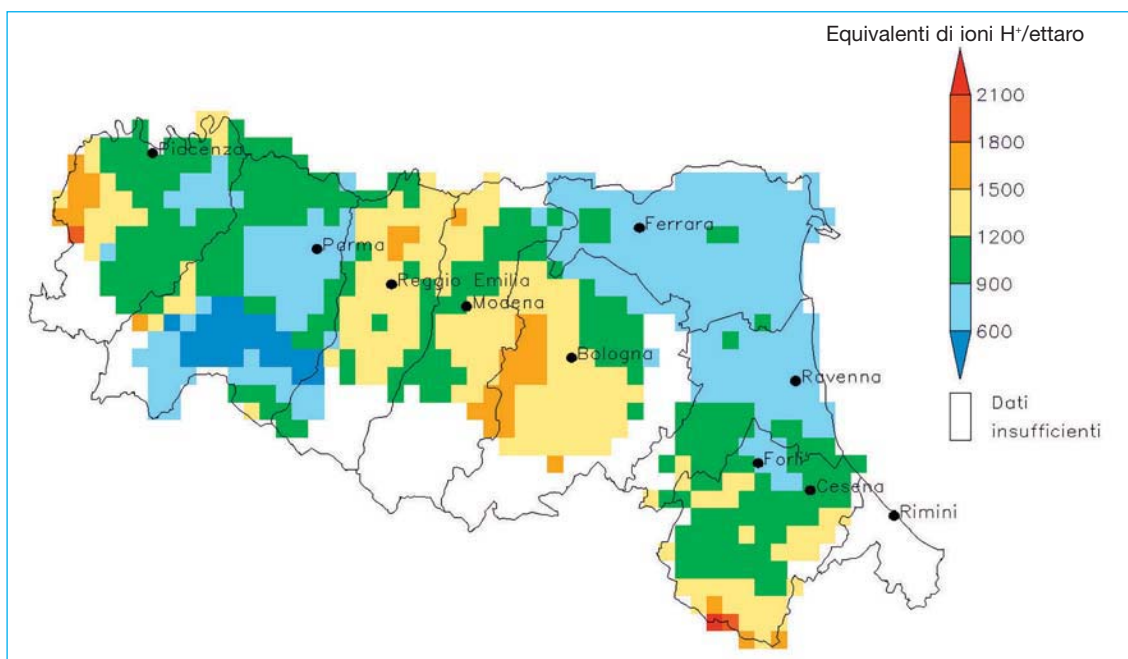 Equivalenti di ioni H⁺/ettaro
2100
1800
1500
1200
900
600
Dati
insufficienti
Piacenza
Parma
Reggio Emilia
Modena
Bologna
Ferrara
Ravenna
Forli'
Cesena
Rimini